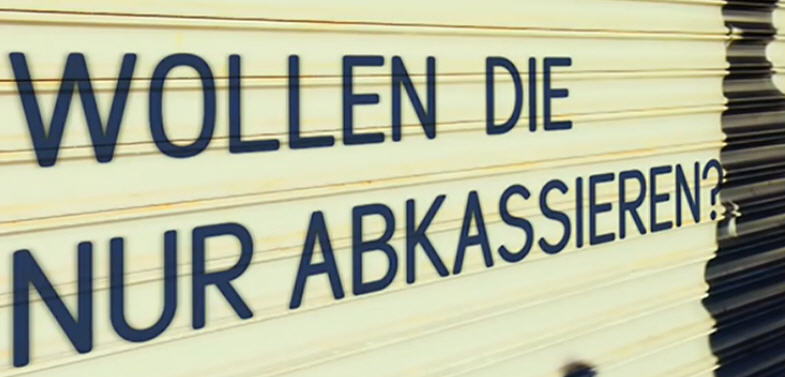 WOLLEN DIE
NUR ABKASSIEREN?